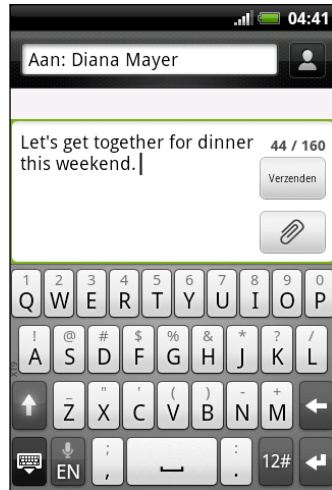 04:41
Aan: Diana Mayer
Let's get together for dinner
this weekend.
44 / 160
Verzenden
1 2 3 4 5 6 7 8 9 0
Q W E R T Y U I O P
! @ # $ % & * ? /
A S D F G H J K L
_ " ' ( ) - +
Z X C V B N M
EN ; , : . 12#